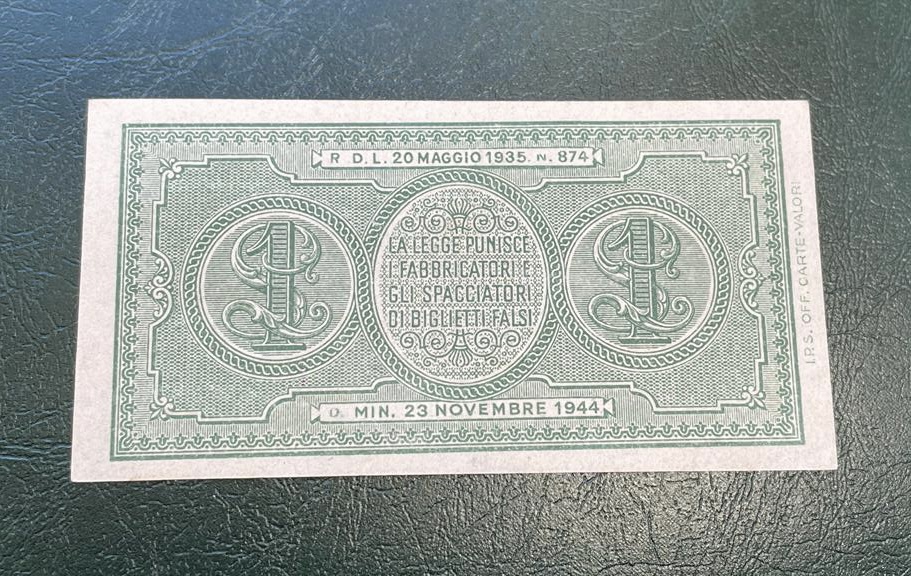 R. D. L. 20 MAGGIO 1935. N. 874
1
LA LEGGE PUNISCE
I FABBRICATORI E
GLI SPACCIATORI
DI BIGLIETTI FALSI
1
D. MIN. 23 NOVEMBRE 1944
I.P.S. OFF. CARTE-VALORI